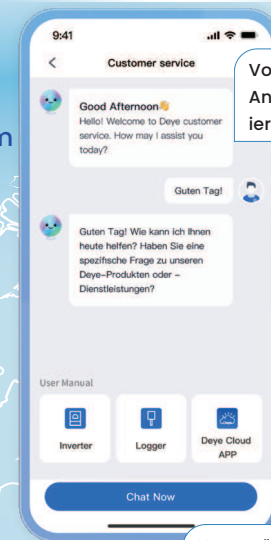 9:41
Customer service
Vo
An
ier
m
Good Afternoon👋
Hello! Welcome to Deye customer
service. How may I assist you
today?
Guten Tag!
Guten Tag! Wie kann ich Ihnen
heute helfen? Haben Sie eine
spezifische Frage zu unseren
Deye-Produkten oder -
Dienstleistungen?
User Manual
Inverter
Logger
Deye Cloud
APP
Chat Now